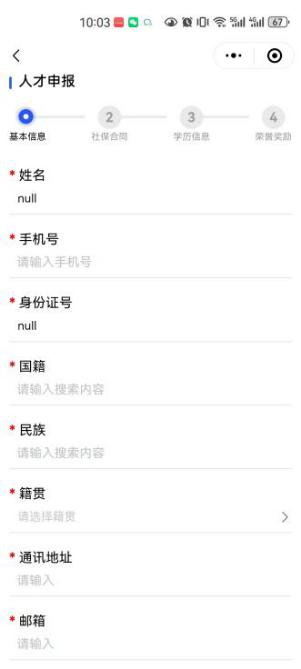 10:03 67
人才申报
1 2 3 4
基本信息 社保合同 学历信息 荣誉奖励
* 姓名
null
* 手机号
请输入手机号
* 身份证号
null
* 国籍
请输入搜索内容
* 民族
请输入搜索内容
* 籍贯
请选择籍贯
* 通讯地址
请输入
* 邮箱
请输入